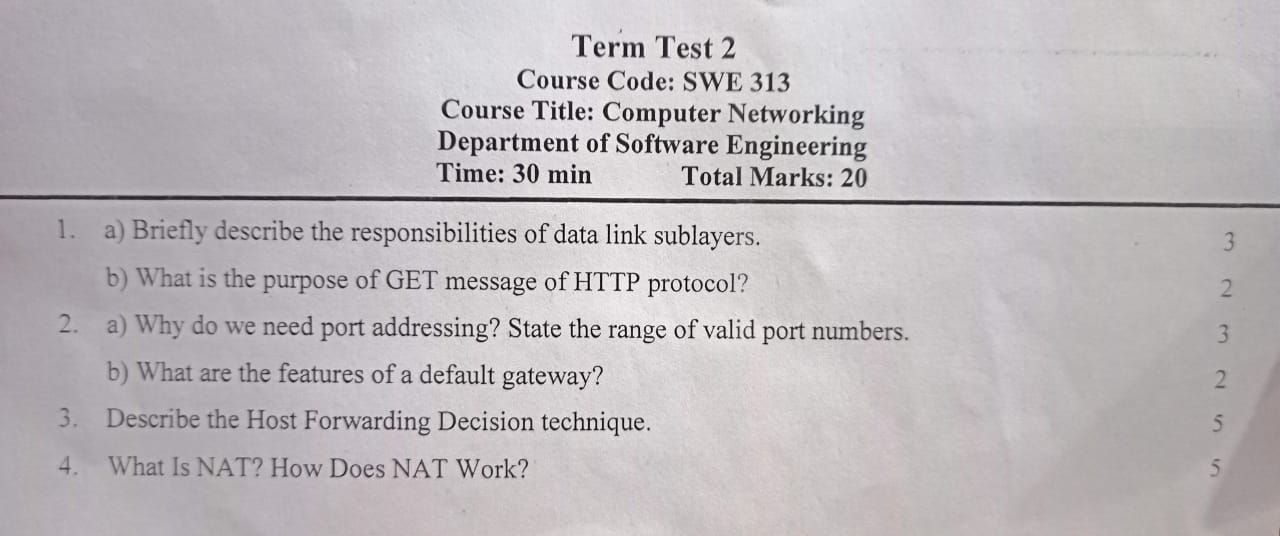 Term Test 2
Course Code: SWE 313
Course Title: Computer Networking
Department of Software Engineering
Time: 30 min Total Marks: 20
1. a) Briefly describe the responsibilities of data link sublayers. 3
b) What is the purpose of GET message of HTTP protocol? 2
2. a) Why do we need port addressing? State the range of valid port numbers. 3
b) What are the features of a default gateway? 2
3. Describe the Host Forwarding Decision technique. 5
4. What Is NAT? How Does NAT Work? 5